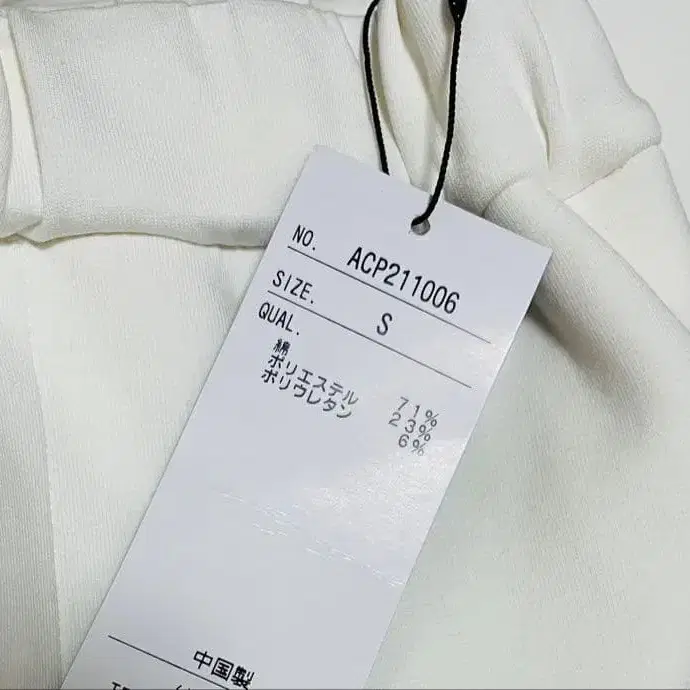 NO. ACP211006
SIZE. S
QUAL.
綿 71%
ポリエステル 23%
ポリウレタン 6%
中国製